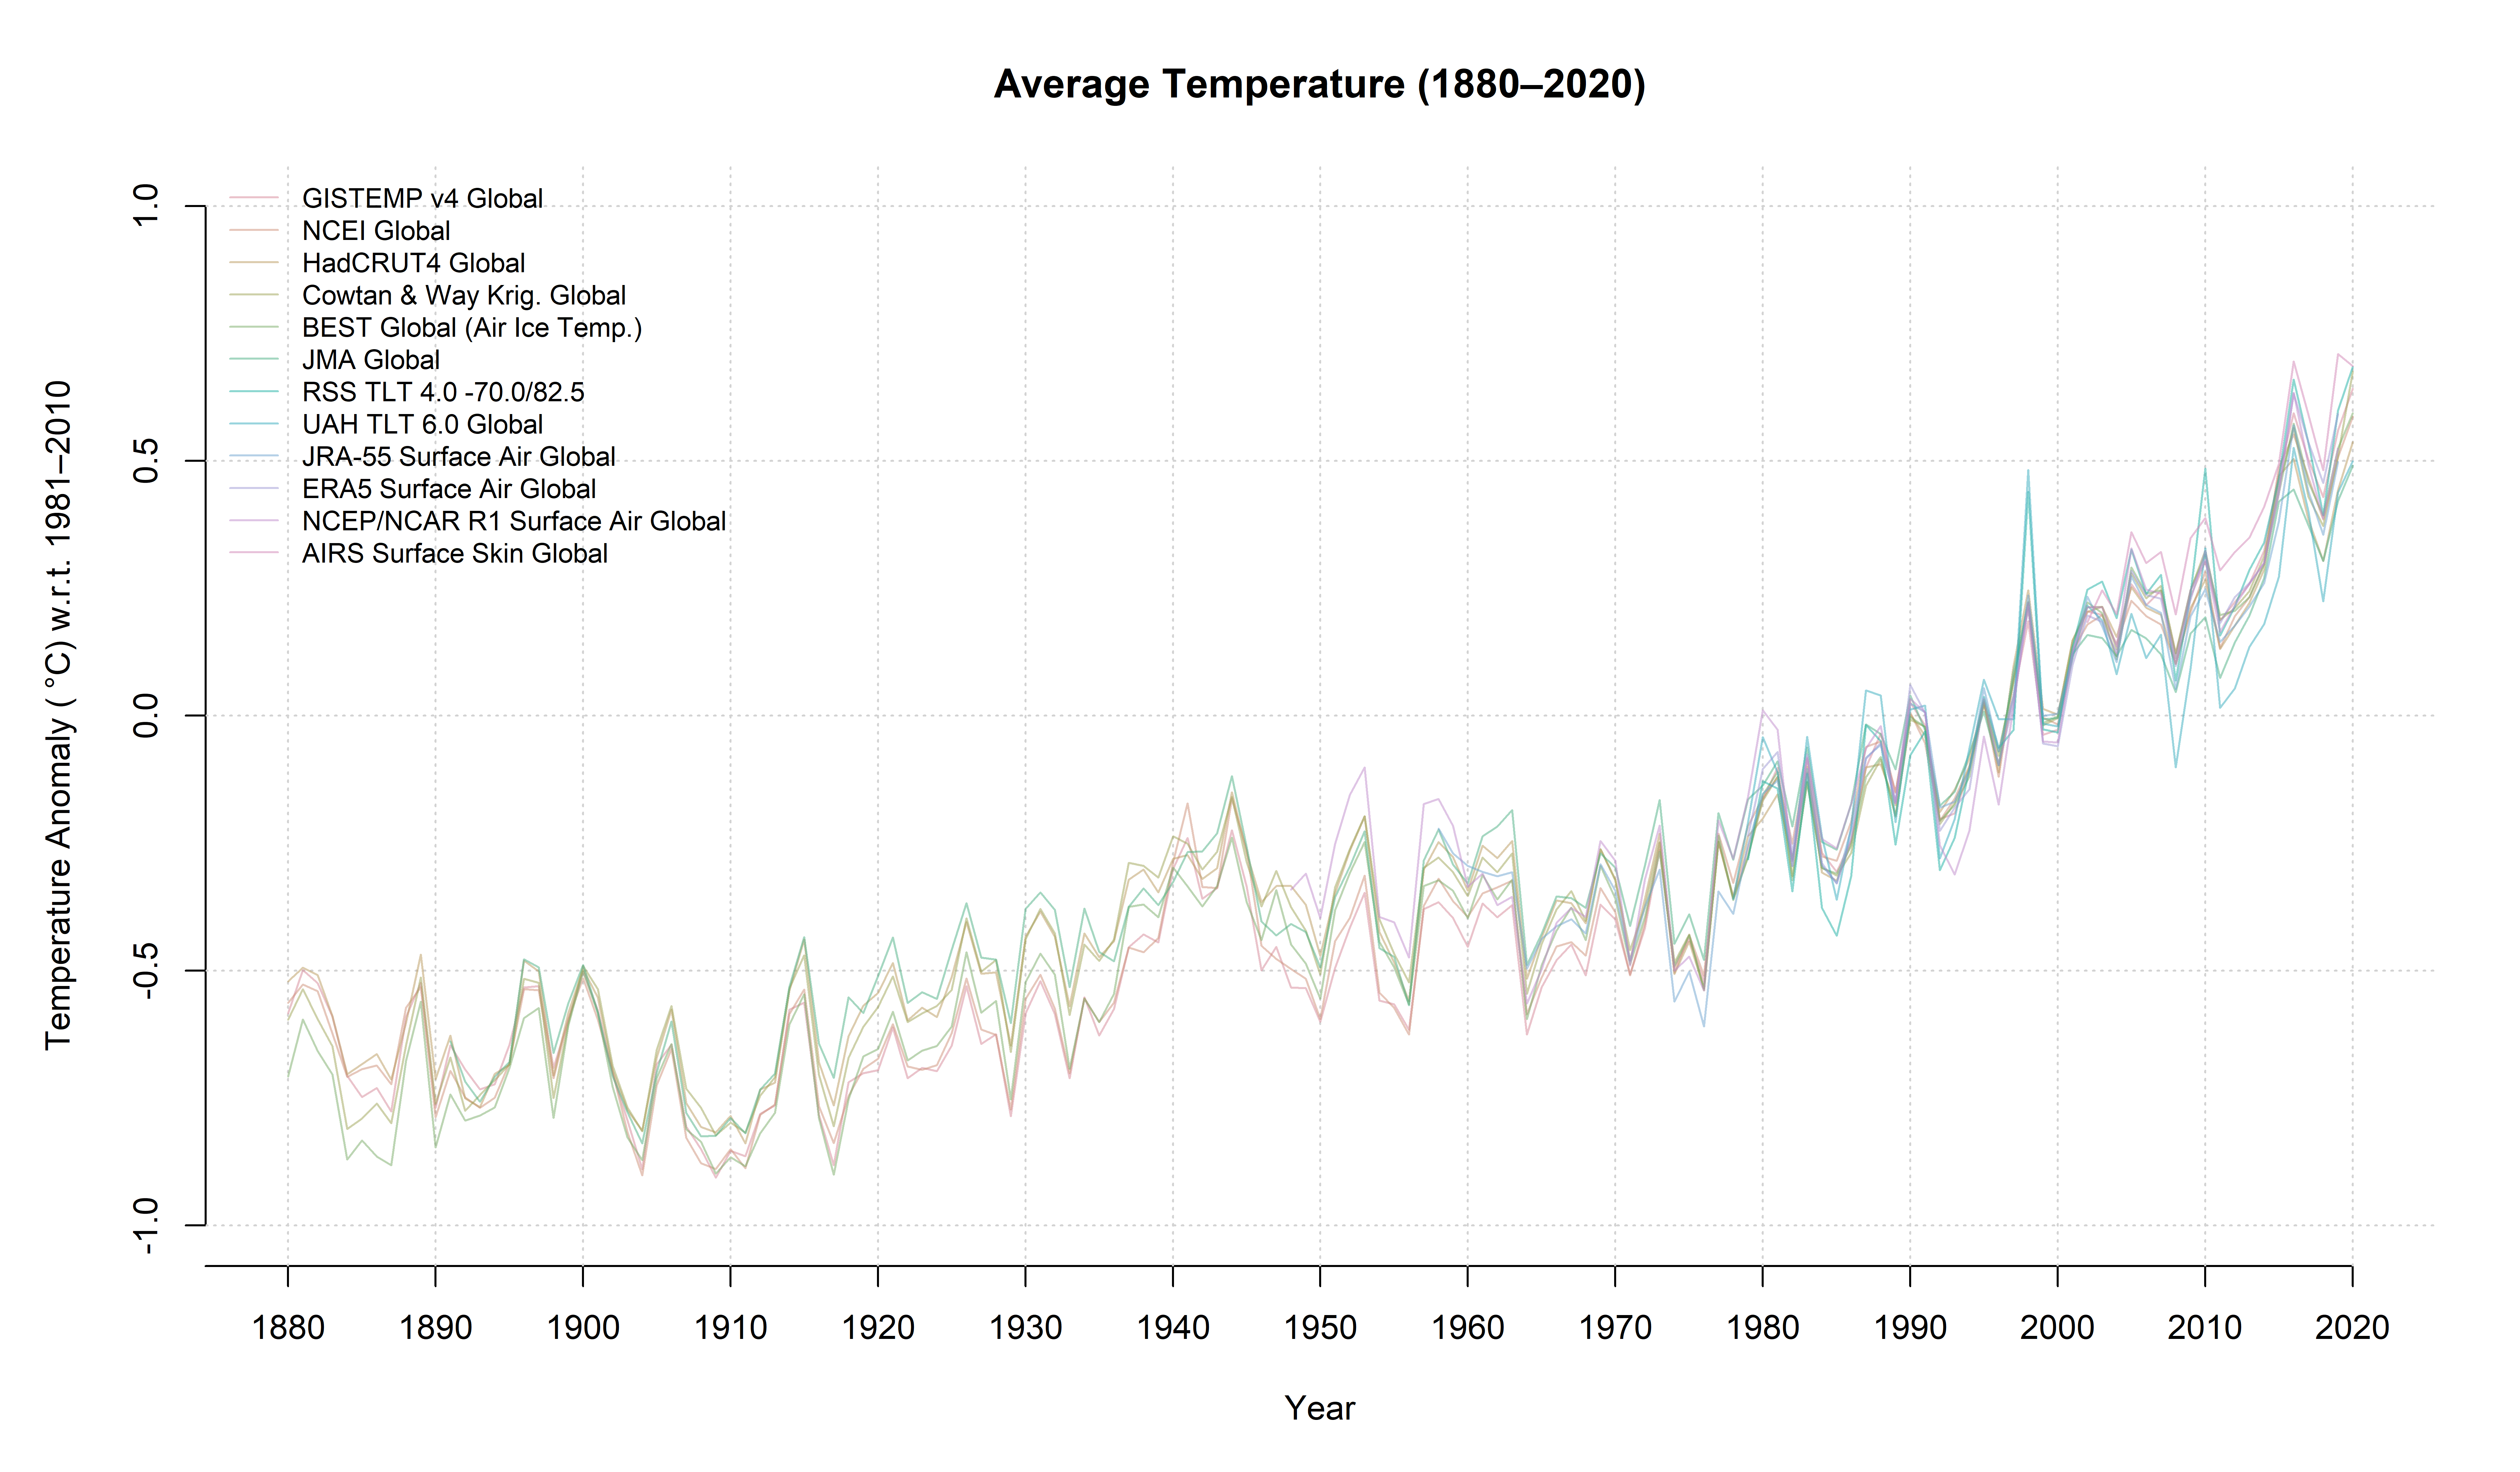 Average Temperature (1880–2020)
Temperature Anomaly ( °C) w.r.t. 1981–2010
1.0
0.5
0.0
-0.5
-1.0
GISTEMP v4 Global
NCEI Global
HadCRUT4 Global
Cowtan & Way Krig. Global
BEST Global (Air Ice Temp.)
JMA Global
RSS TLT 4.0 -70.0/82.5
UAH TLT 6.0 Global
JRA-55 Surface Air Global
ERA5 Surface Air Global
NCEP/NCAR R1 Surface Air Global
AIRS Surface Skin Global
1880 1890 1900 1910 1920 1930 1940 1950 1960 1970 1980 1990 2000 2010 2020
Year